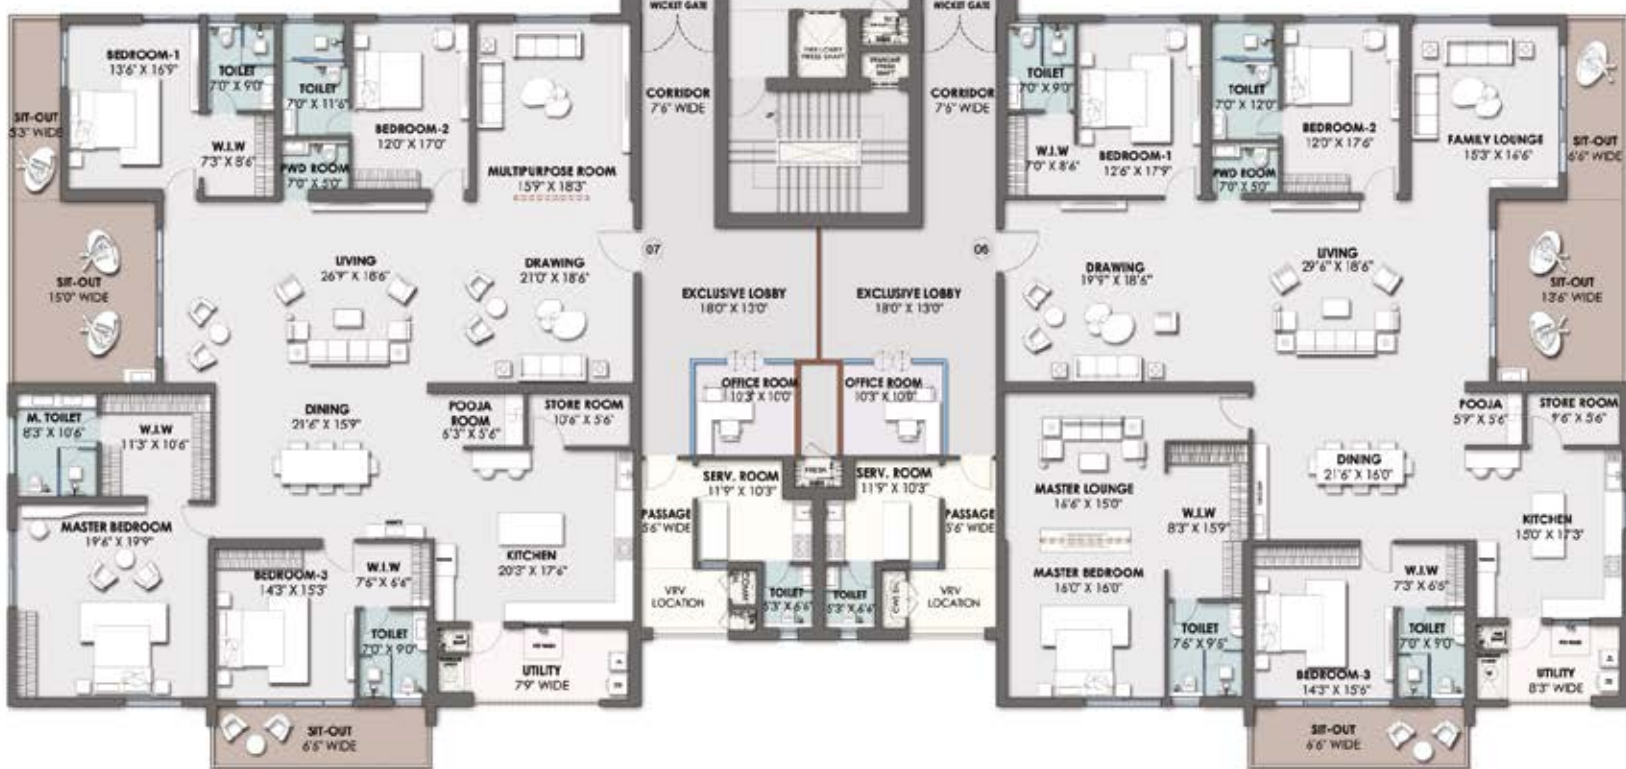 WICKET GATE
CORRIDOR
7'6" WIDE
FIRE LOBBY
PRESS SHAFT
STAIRCASE
PRESS
SHAFT
WICKET GATE
CORRIDOR
7'6" WIDE
BEDROOM-1
13'6" X 16'9"
TOILET
7'0" X 9'0"
TOILET
7'0" X 11'6"
BEDROOM-2
12'0" X 17'0"
SIT-OUT
5'3" WIDE
W.I.W
7'3" X 8'6"
PWD ROOM
7'0" X 5'0"
MULTIPURPOSE ROOM
15'9" X 18'3"
SIT-OUT
15'0" WIDE
LIVING
26'9" X 18'6"
DRAWING
21'0" X 18'6"
07
EXCLUSIVE LOBBY
18'0" X 13'0"
OFFICE ROOM
10'3" X 10'0"
M. TOILET
8'3" X 10'6"
W.I.W
11'3" X 10'6"
DINING
21'6" X 15'9"
POOJA
ROOM
6'3" X 5'6"
STORE ROOM
10'6" X 5'6"
MASTER BEDROOM
19'6" X 19'9"
BEDROOM-3
14'3" X 15'3"
W.I.W
7'6" X 6'6"
TOILET
7'0" X 9'0"
KITCHEN
20'3" X 17'6"
UTILITY
7'9" WIDE
SIT-OUT
6'6" WIDE
SERV. ROOM
11'9" X 10'3"
PASSAGE
5'6" WIDE
VRV
LOCATION
TOILET
5'3" X 6'6"
FRESH
TOILET
5'3" X 6'6"
SERV. ROOM
11'9" X 10'3"
PASSAGE
5'6" WIDE
VRV
LOCATION
06
EXCLUSIVE LOBBY
18'0" X 13'0"
OFFICE ROOM
10'3" X 10'0"
TOILET
7'0" X 9'0"
W.I.W
7'0" X 8'6"
BEDROOM-1
12'6" X 17'9"
TOILET
7'0" X 12'0"
PWD ROOM
7'0" X 5'0"
BEDROOM-2
12'0" X 17'6"
FAMILY LOUNGE
15'3" X 16'6"
SIT-OUT
6'6" WIDE
DRAWING
19'9" X 18'6"
LIVING
29'6" X 18'6"
SIT-OUT
13'6" WIDE
MASTER LOUNGE
16'6" X 15'0"
W.I.W
8'3" X 15'9"
DINING
21'6" X 16'0"
POOJA
5'9" X 5'6"
STORE ROOM
9'6" X 5'6"
KITCHEN
15'0" X 17'3"
MASTER BEDROOM
16'0" X 16'0"
TOILET
7'6" X 9'6"
BEDROOM-3
14'3" X 15'6"
W.I.W
7'3" X 6'6"
TOILET
7'0" X 9'0"
UTILITY
8'3" WIDE
SIT-OUT
6'6" WIDE